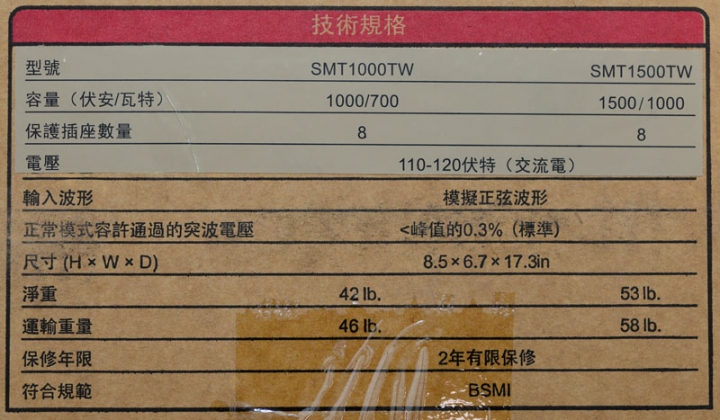 技術規格
型號 SMT1000TW SMT1500TW
容量（伏安/瓦特） 1000/700 1500/1000
保護插座數量 8 8
電壓 110-120伏特（交流電）
輸入波形 模擬正弦波形
正常模式容許通過的突波電壓 <峰值的0.3% (標準)
尺寸 (H × W × D) 8.5 × 6.7 × 17.3in
淨重 42 lb. 53 lb.
運輸重量 46 lb. 58 lb.
保修年限 2年有限保修
符合規範 BSMI